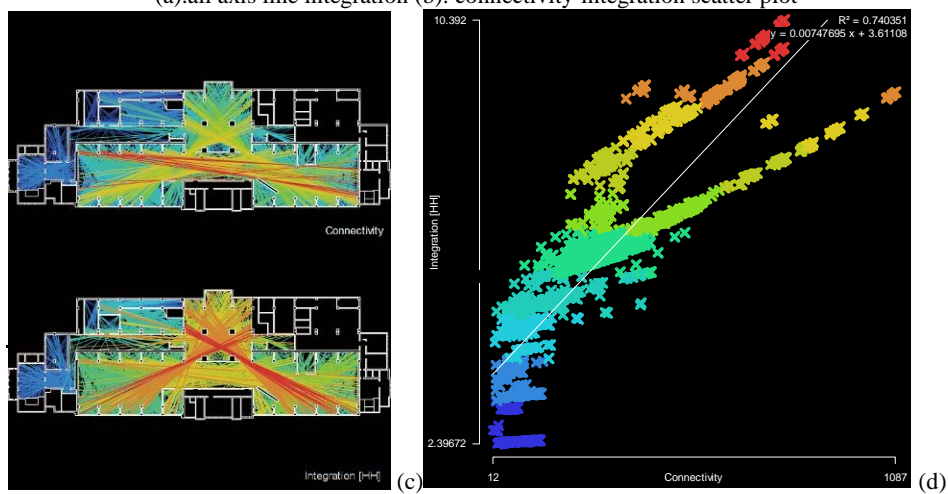 (a).all axis line integration (b). connectivity-integration scatter plot
Connectivity
Integration [HH]
(c)
10.392
R² = 0.740351
y = 0.00747695 x + 3.61108
Integration [HH]
2.39672
12
Connectivity
1087
(d)